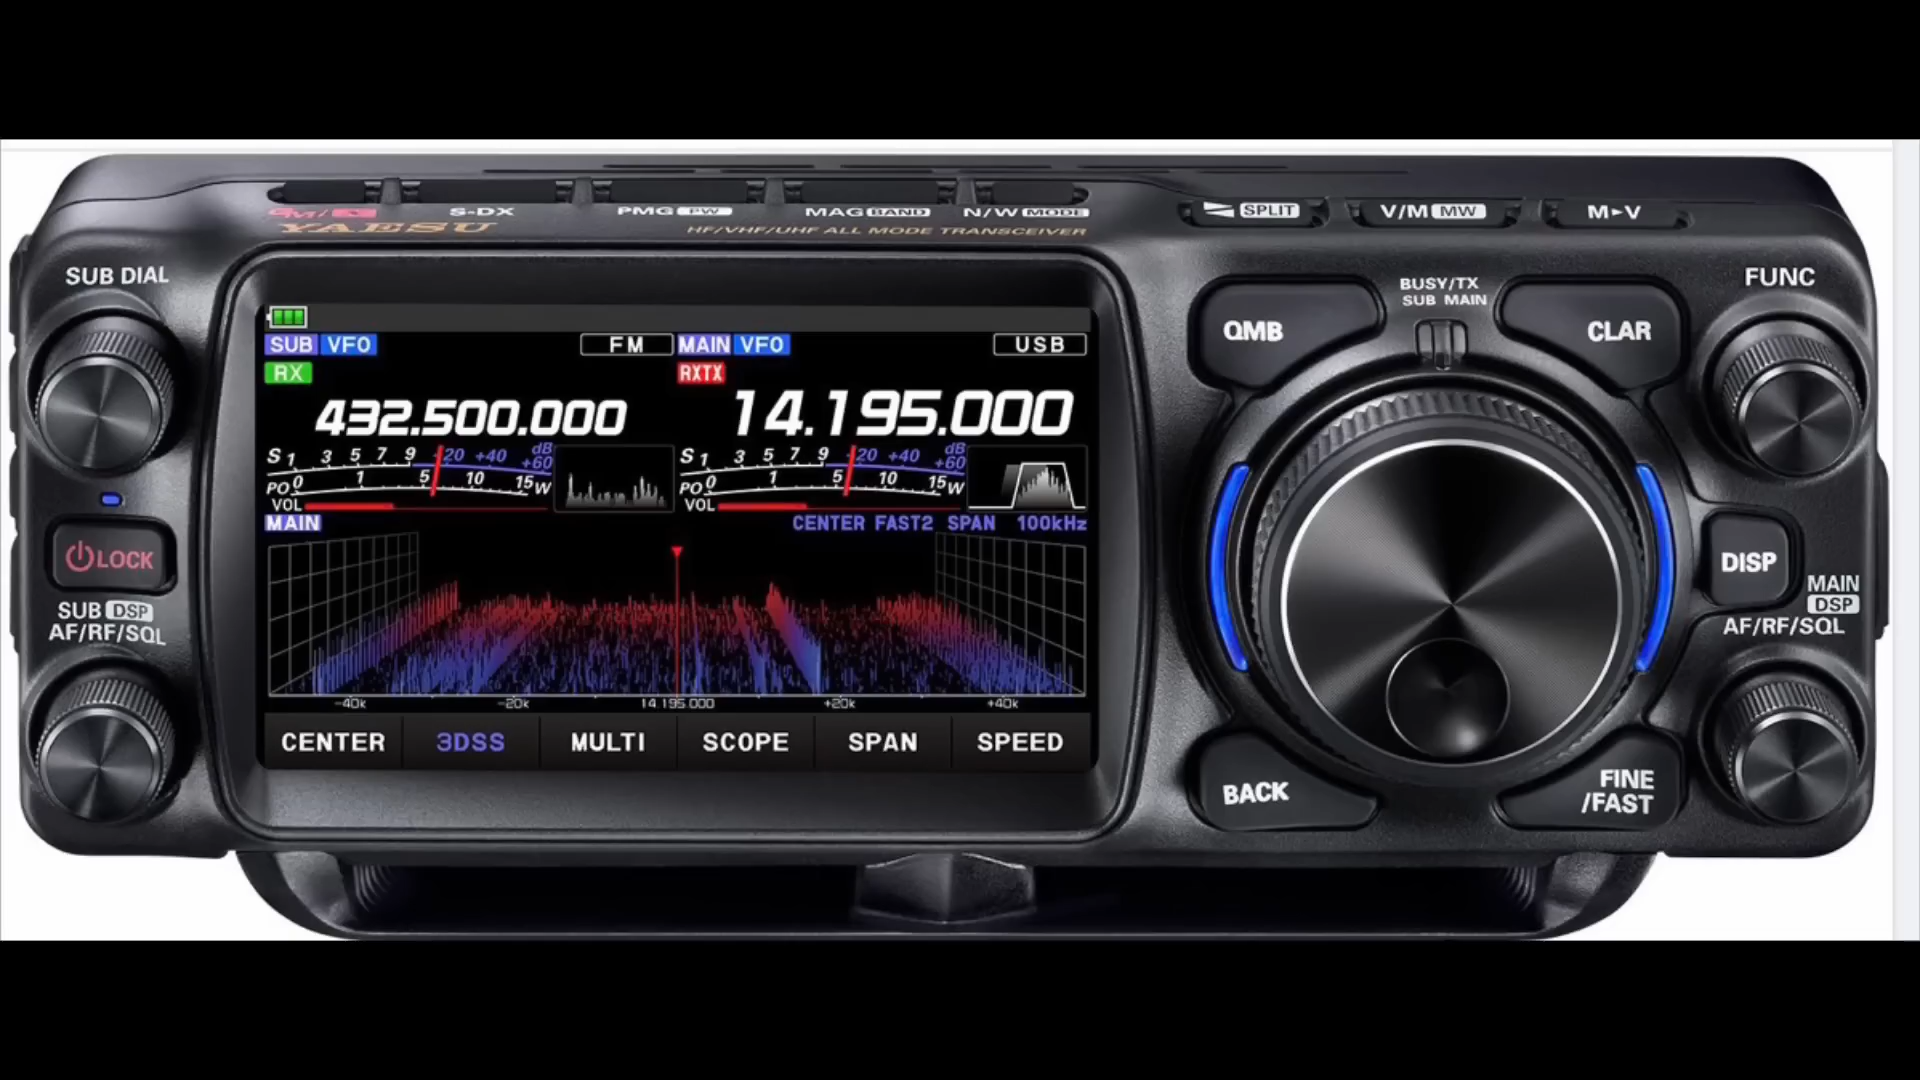 S-DX PMG PW MAG BAND N/W MODE
YAESU HF/VHF/UHF ALL MODE TRANSCEIVER
SPLIT V/M MW M►V
SUB DIAL
BUSY/TX
SUB MAIN
FUNC
QMB CLAR
SUB VFO FM MAIN VFO USB
RX RXTX
432.500.000 14.195.000
S 1 3 5 7 9 +20 +40 +60 dB S 1 3 5 7 9 +20 +40 +60 dB
PO 0 1 5 10 15 W PO 0 1 5 10 15 W
VOL VOL
MAIN CENTER FAST2 SPAN 100kHz
LOCK
DISP
SUB DSP
AF/RF/SQL
MAIN
DSP
AF/RF/SQL
-40k -20k 14.195.000 +20k +40k
CENTER 3DSS MULTI SCOPE SPAN SPEED
BACK
FINE
/FAST